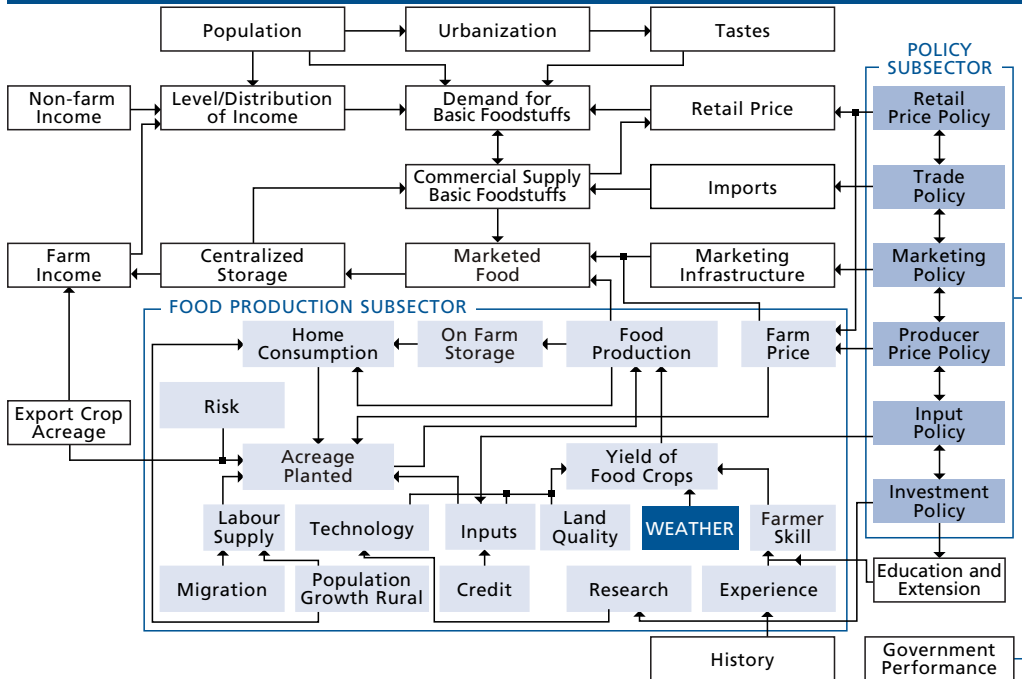 Population
Urbanization
Tastes
POLICY
SUBSECTOR
Non-farm
Income
Level/Distribution
of Income
Demand for
Basic Foodstuffs
Retail Price
Retail
Price Policy
Commercial Supply
Basic Foodstuffs
Imports
Trade
Policy
Farm
Income
Centralized
Storage
Marketed
Food
Marketing
Infrastructure
Marketing
Policy
FOOD PRODUCTION SUBSECTOR
Home
Consumption
On Farm
Storage
Food
Production
Farm
Price
Producer
Price Policy
Export Crop
Acreage
Risk
Input
Policy
Acreage
Planted
Yield of
Food Crops
Investment
Policy
Labour
Supply
Technology
Inputs
Land
Quality
WEATHER
Farmer
Skill
Migration
Population
Growth Rural
Credit
Research
Experience
Education and
Extension
History
Government
Performance